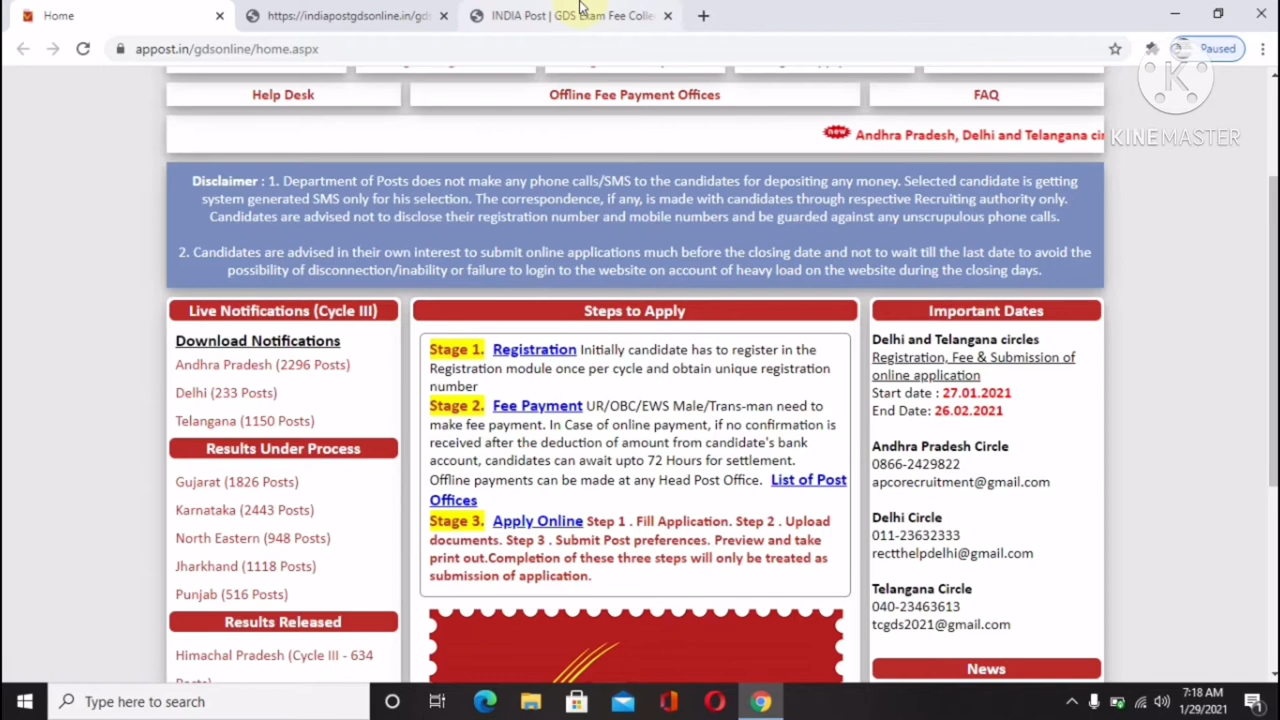 Home
https://indiapostgdsonline.in/gds
INDIA Post | GDS Exam Fee Colle
appost.in/gdsonline/home.aspx
Paused
K
KINEMASTER
Help Desk
Offline Fee Payment Offices
FAQ
new Andhra Pradesh, Delhi and Telangana cir
Disclaimer : 1. Department of Posts does not make any phone calls/SMS to the candidates for depositing any money. Selected candidate is getting
system generated SMS only for his selection. The correspondence, if any, is made with candidates through respective Recruiting authority only.
Candidates are advised not to disclose their registration number and mobile numbers and be guarded against any unscrupulous phone calls.
2. Candidates are advised in their own interest to submit online applications much before the closing date and not to wait till the last date to avoid the
possibility of disconnection/inability or failure to login to the website on account of heavy load on the website during the closing days.
Live Notifications (Cycle III)
Download Notifications
Andhra Pradesh (2296 Posts)
Delhi (233 Posts)
Telangana (1150 Posts)
Results Under Process
Gujarat (1826 Posts)
Karnataka (2443 Posts)
North Eastern (948 Posts)
Jharkhand (1118 Posts)
Punjab (516 Posts)
Results Released
Himachal Pradesh (Cycle III - 634
Posts)
Steps to Apply
Stage 1. Registration Initially candidate has to register in the
Registration module once per cycle and obtain unique registration
number
Stage 2. Fee Payment UR/OBC/EWS Male/Trans-man need to
make fee payment. In Case of online payment, if no confirmation is
received after the deduction of amount from candidate's bank
account, candidates can await upto 72 Hours for settlement.
Offline payments can be made at any Head Post Office. List of Post
Offices
Stage 3. Apply Online Step 1 . Fill Application. Step 2 . Upload
documents. Step 3 . Submit Post preferences. Preview and take
print out.Completion of these three steps will only be treated as
submission of application.
Important Dates
Delhi and Telangana circles
Registration, Fee & Submission of
online application
Start date : 27.01.2021
End Date: 26.02.2021
Andhra Pradesh Circle
0866-2429822
apcorecruitment@gmail.com
Delhi Circle
011-23632333
rectthelpdelhi@gmail.com
Telangana Circle
040-23463613
tcgds2021@gmail.com
News
Type here to search
7:18 AM
1/29/2021
1